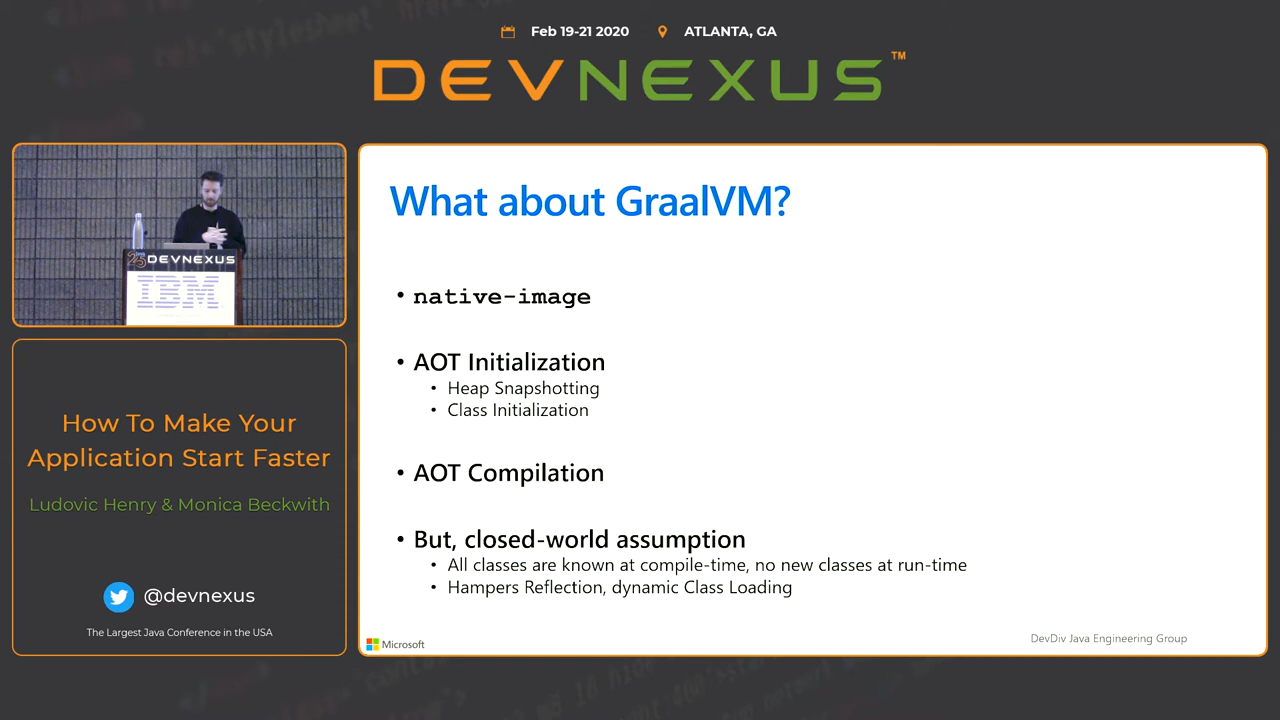 Feb 19-21 2020 ATLANTA, GA
DEVNEXUS™
DEVNEXUS
IBM
How To Make Your
Application Start Faster
Ludovic Henry & Monica Beckwith
@devnexus
The Largest Java Conference in the USA
What about GraalVM?
• native-image
• AOT Initialization
• Heap Snapshotting
• Class Initialization
• AOT Compilation
• But, closed-world assumption
• All classes are known at compile-time, no new classes at run-time
• Hampers Reflection, dynamic Class Loading
Microsoft
DevDiv Java Engineering Group